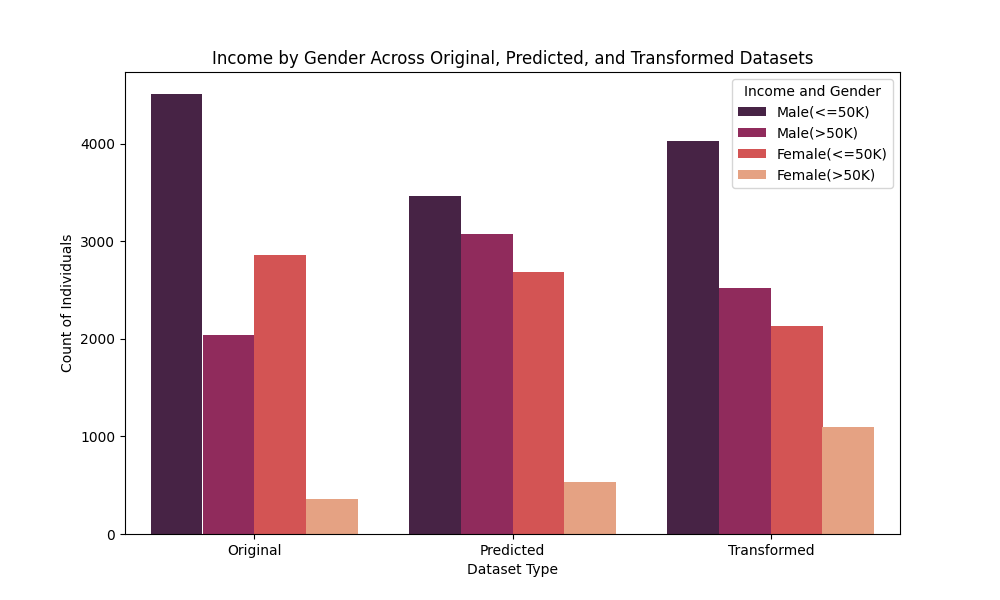 Income by Gender Across Original, Predicted, and Transformed Datasets
Income and Gender
Male(<=50K)
Male(>50K)
Female(<=50K)
Female(>50K)
Count of Individuals
4000
3000
2000
1000
0
Original
Predicted
Transformed
Dataset Type